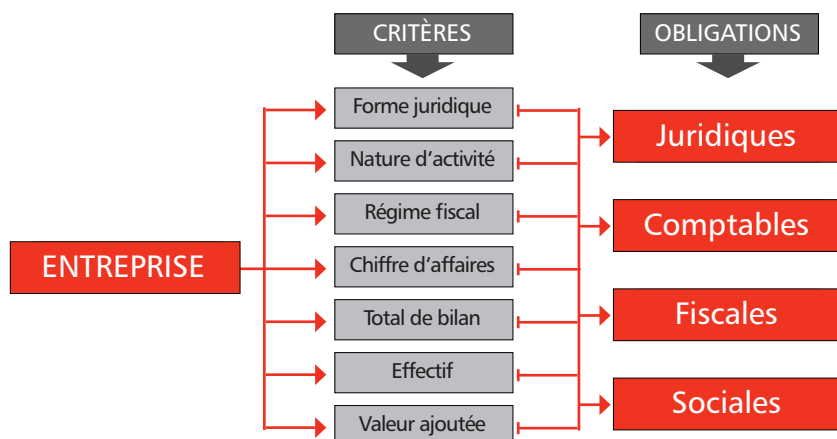 CRITÈRES
OBLIGATIONS
Forme juridique
Nature d'activité
Régime fiscal
Chiffre d'affaires
Total de bilan
Effectif
Valeur ajoutée
ENTREPRISE
Juridiques
Comptables
Fiscales
Sociales